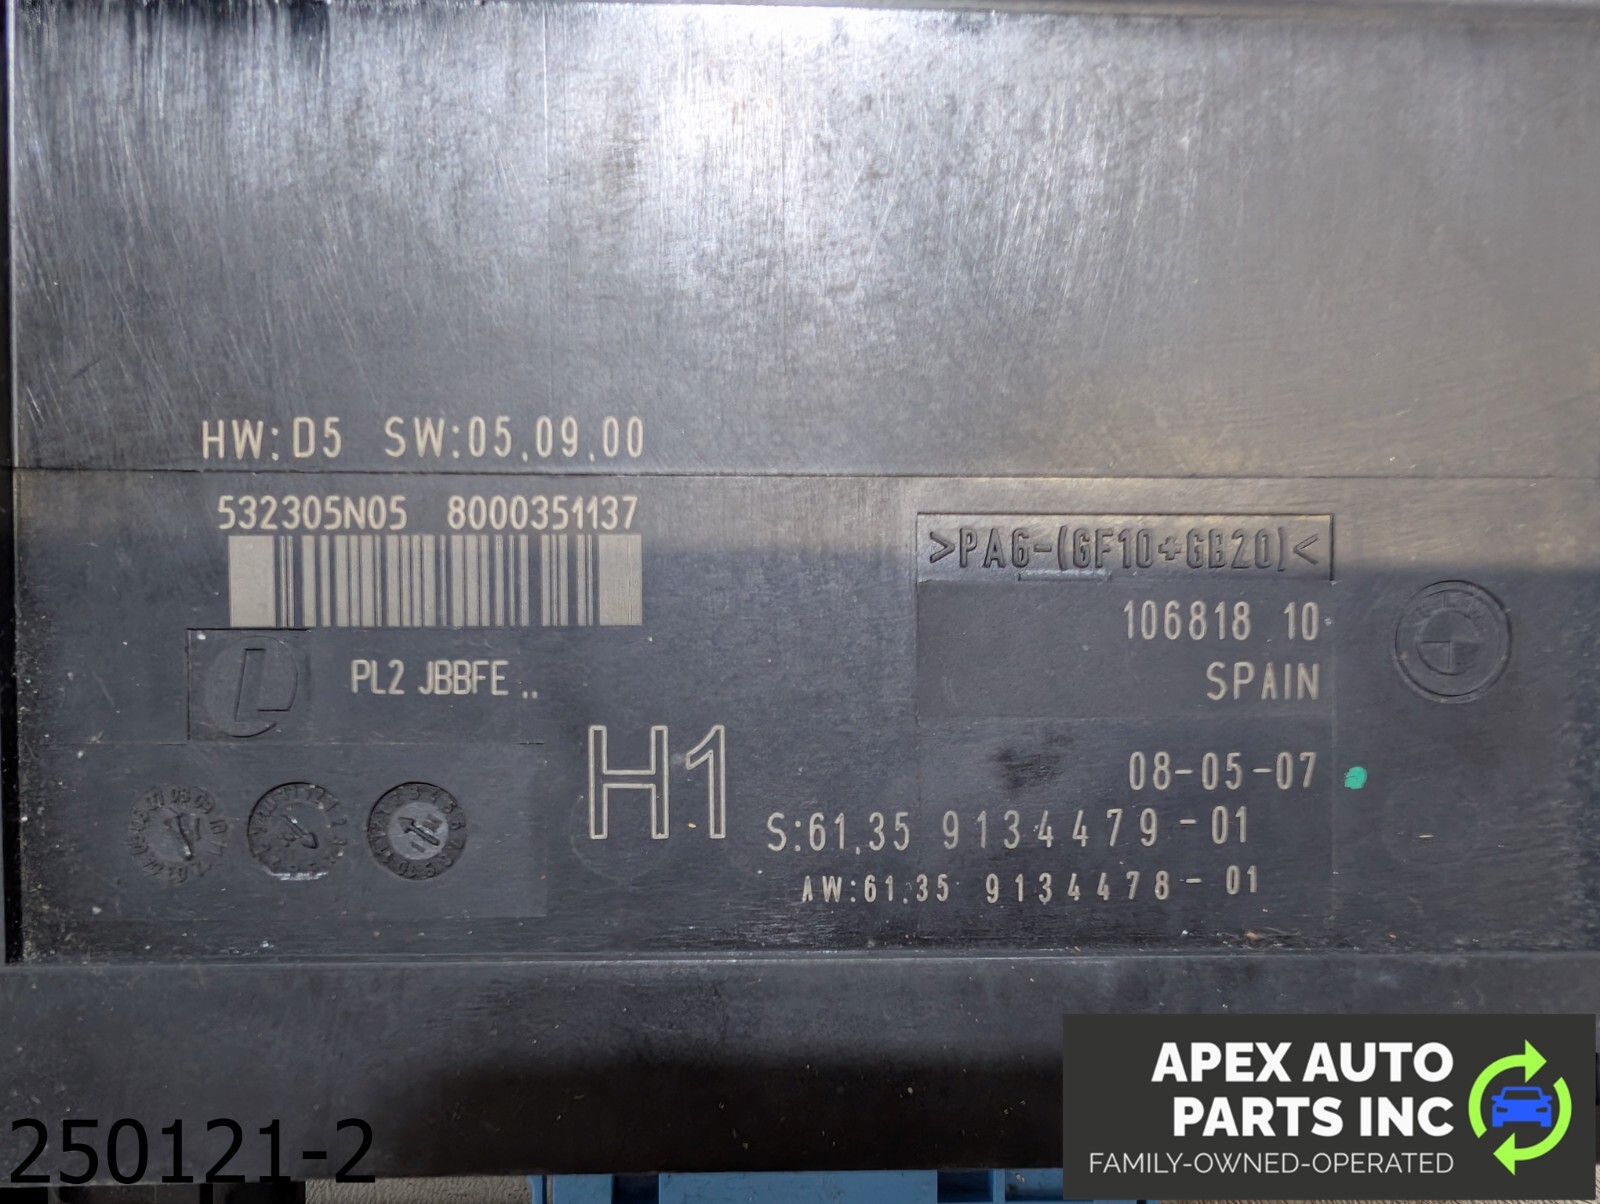 HW:D5 SW:05.09.00
532305N05 8000351137
>PA6-(GF10+GB20)<
106818 10
SPAIN
PL2 JBBFE ..
H1
08-05-07
S:61.35 9134479-01
AW:61.35 9134478-01
250121-2
APEX AUTO
PARTS INC
FAMILY-OWNED-OPERATED